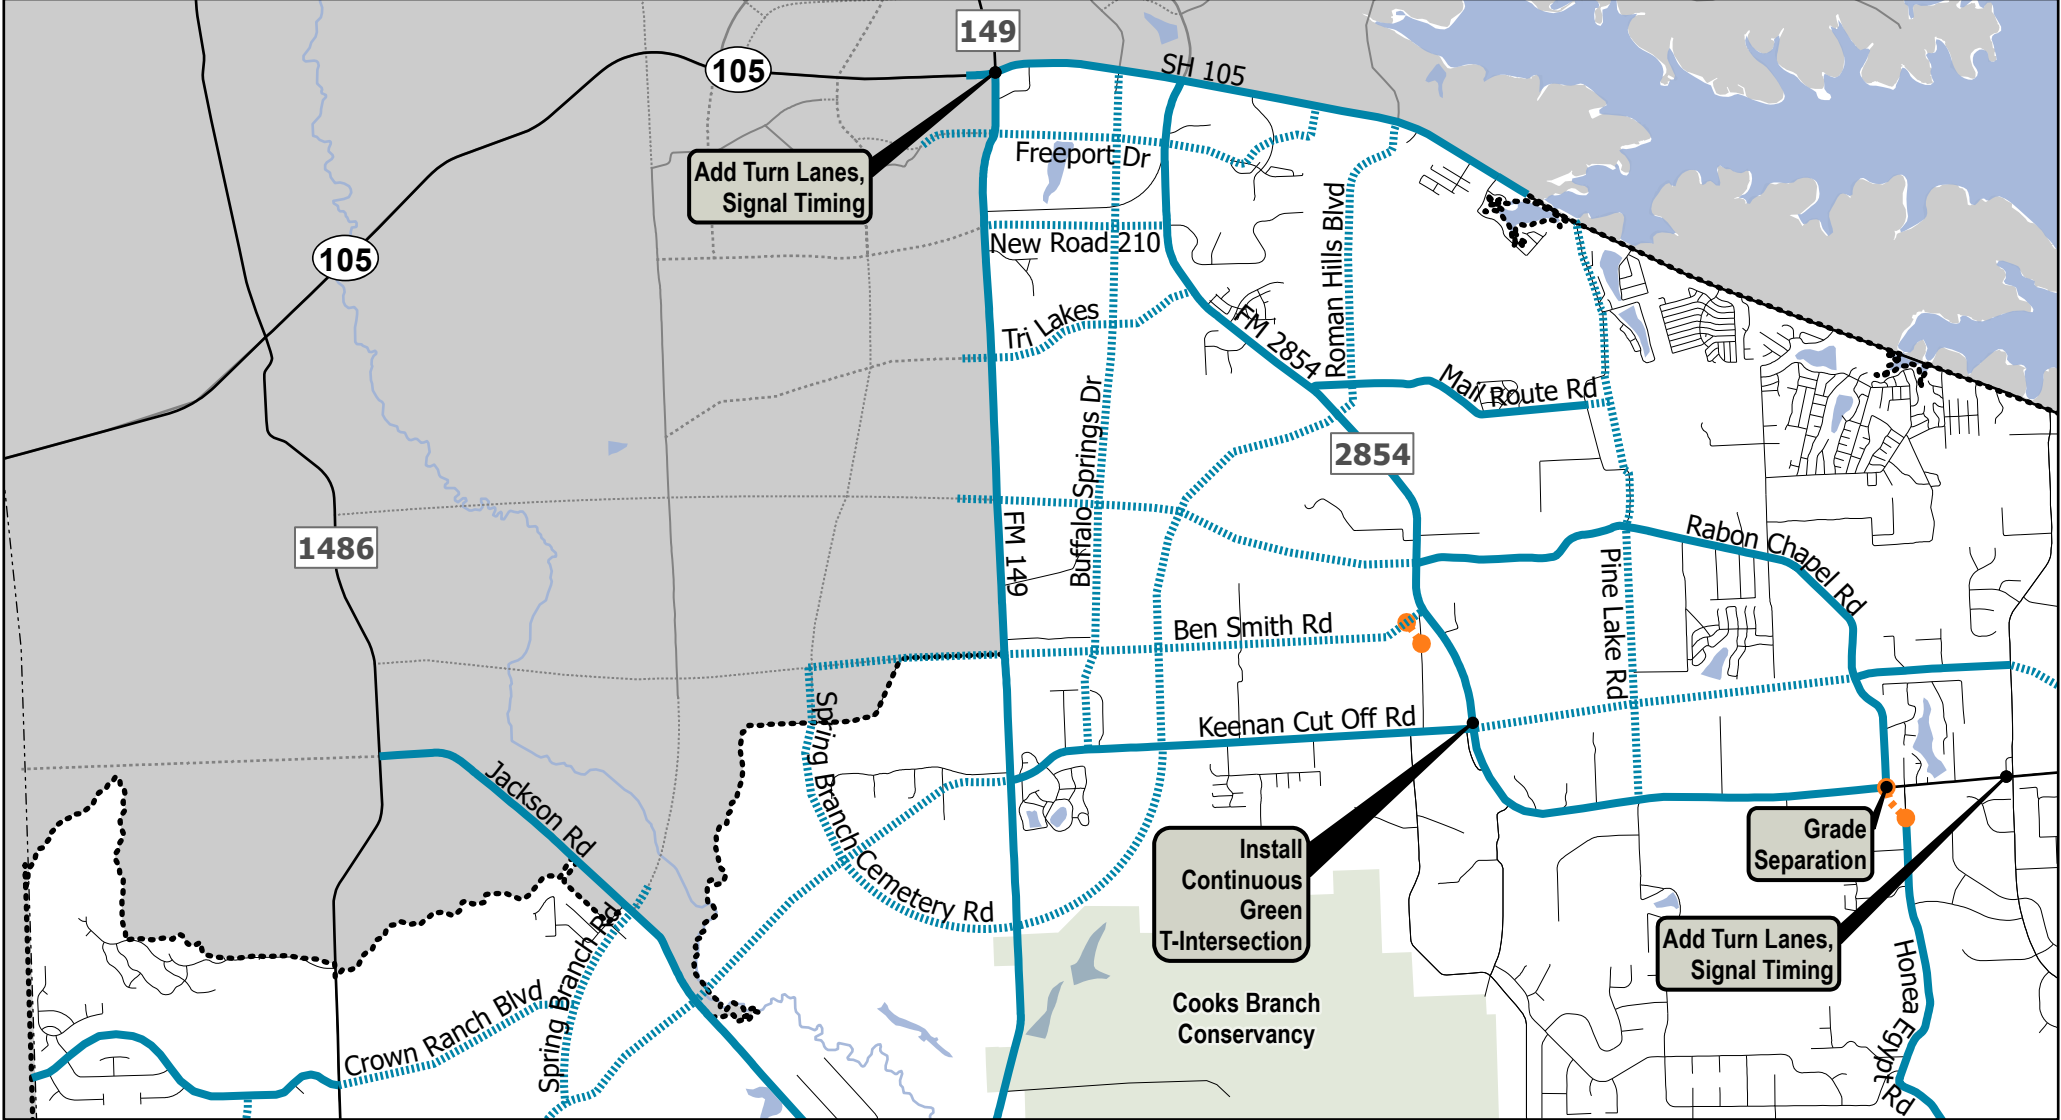 149
SH 105
105
Freeport Dr
Add Turn Lanes,
Signal Timing
Roman Hills Blvd
New Road 210
105
Tri Lakes
FM 2854
Mail Route Rd
Buffalo Springs Dr
2854
1486
FM 149
Rabon Chapel Rd
Pine Lake Rd
Ben Smith Rd
Spring Branch Cemetery Rd
Keenan Cut Off Rd
Jackson Rd
Grade
Separation
Install
Continuous
Green
T-Intersection
Add Turn Lanes,
Signal Timing
Spring Branch Rd
Honea Egypt Rd
Cooks Branch
Conservancy
Crown Ranch Blvd